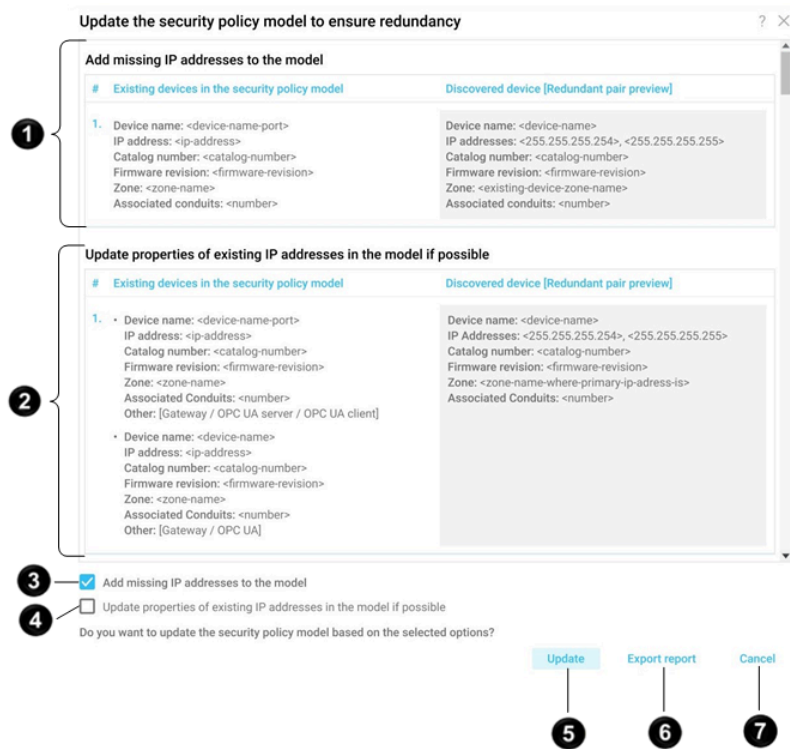 Update the security policy model to ensure redundancy ? ×
Add missing IP addresses to the model
# Existing devices in the security policy model Discovered device [Redundant pair preview]
1
1. Device name: <device-name-port> Device name: <device-name>
IP address: <ip-address> IP addresses: <255.255.255.254>, <255.255.255.255>
Catalog number: <catalog-number> Catalog number: <catalog-number>
Firmware revision: <firmware-revision> Firmware revision: <firmware-revision>
Zone: <zone-name> Zone: <existing-device-zone-name>
Associated conduits: <number> Associated conduits: <number>
Update properties of existing IP addresses in the model if possible
# Existing devices in the security policy model Discovered device [Redundant pair preview]
2
1. • Device name: <device-name-port> Device name: <device-name>
IP address: <ip-address> IP Addresses: <255.255.255.254>, <255.255.255.255>
Catalog number: <catalog-number> Catalog number: <catalog-number>
Firmware revision: <firmware-revision> Firmware revision: <firmware-revision>
Zone: <zone-name> Zone: <zone-name-where-primary-ip-adress-is>
Associated Conduits: <number> Associated Conduits: <number>
Other: [Gateway / OPC UA server / OPC UA client]
• Device name: <device-name>
IP address: <ip-address>
Catalog number: <catalog-number>
Firmware revision: <firmware-revision>
Zone: <zone-name>
Associated Conduits: <number>
Other: [Gateway / OPC UA]
3 Add missing IP addresses to the model
4 Update properties of existing IP addresses in the model if possible
Do you want to update the security policy model based on the selected options?
Update Export report Cancel
5 6 7